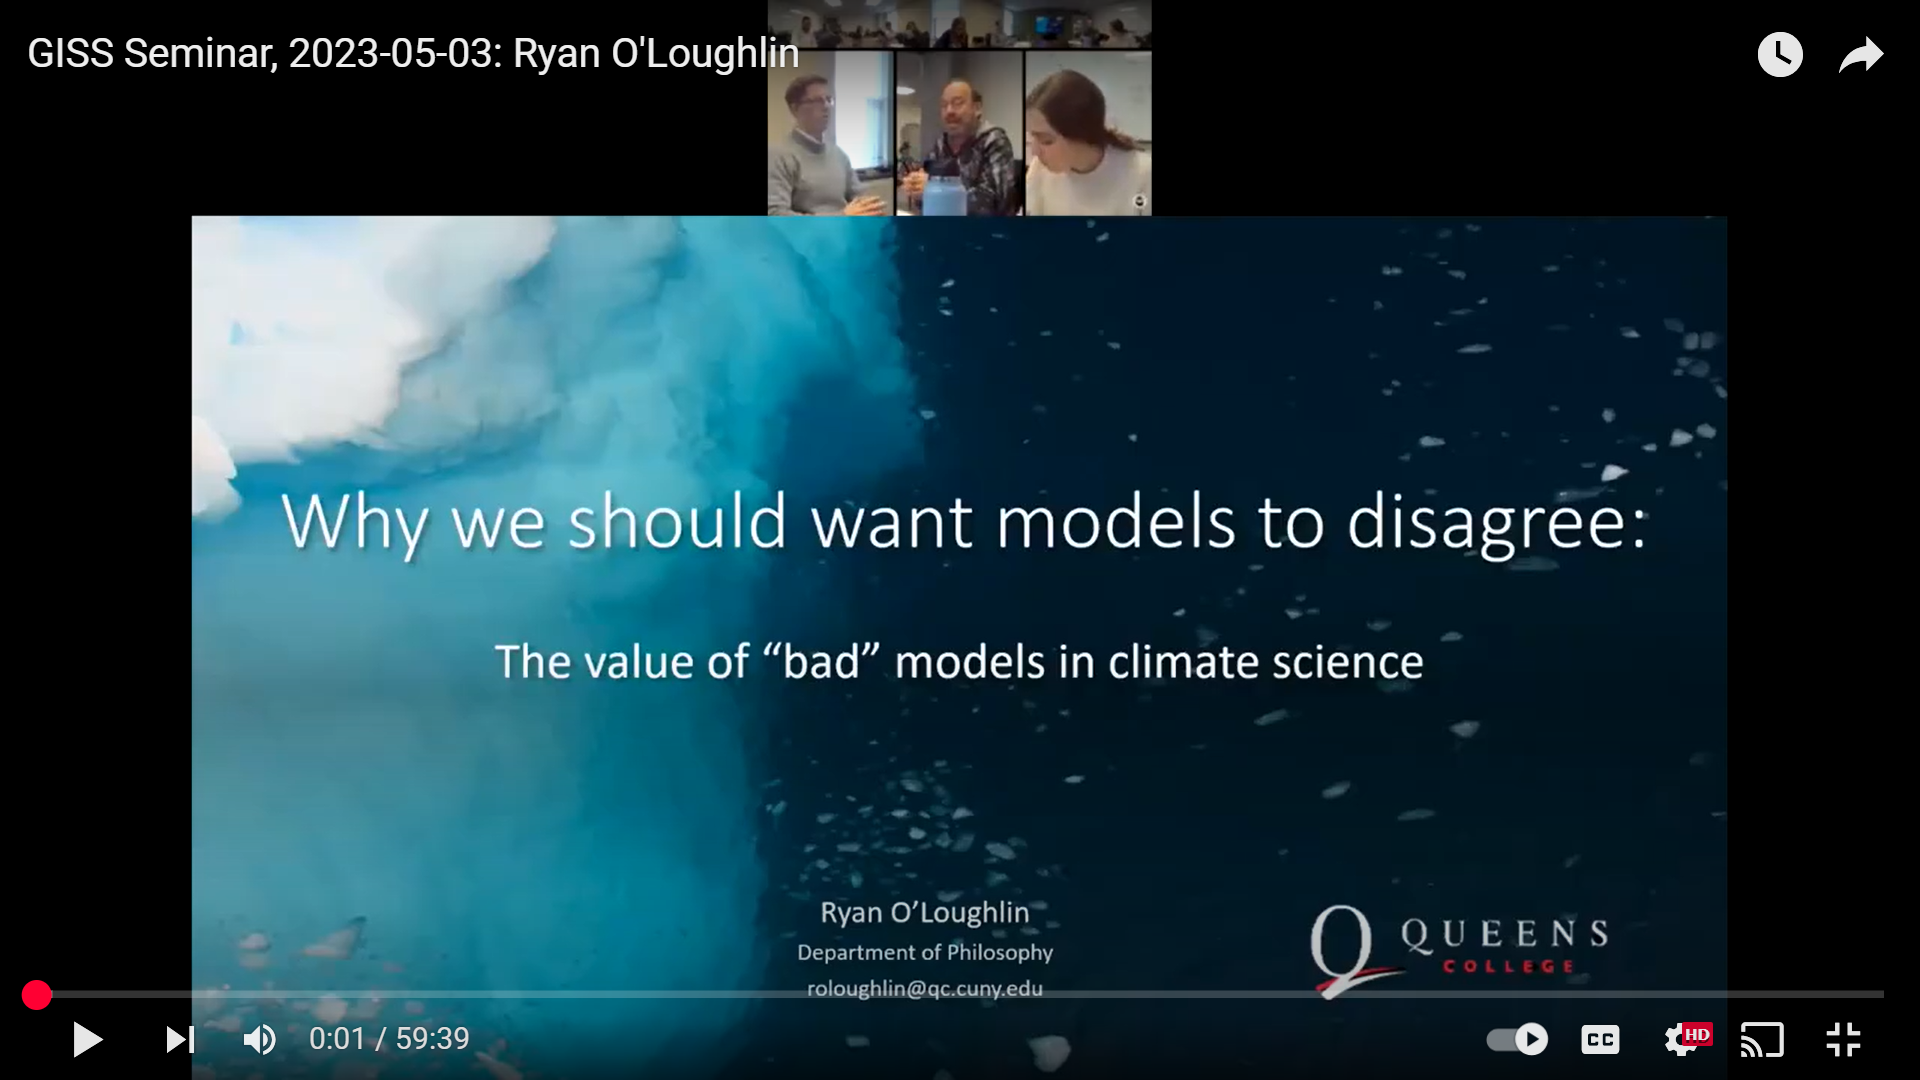 GISS Seminar, 2023-05-03: Ryan O'Loughlin
Why we should want models to disagree:
The value of “bad” models in climate science
Ryan O’Loughlin
Department of Philosophy
roloughlin@qc.cuny.edu
QUEENS
COLLEGE
0:01 / 59:39
CC
HD